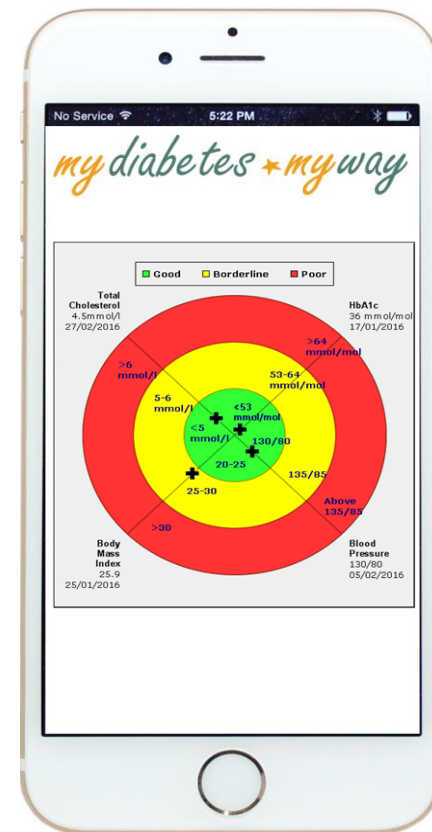 No Service 5:22 PM
my diabetes my way
Good Borderline Poor
Total
Cholesterol
4.5mmol/l
27/02/2016
HbA1c
36 mmol/mol
17/01/2016
>6
mmol/l
>64
mmol/mol
5-6
mmol/l
53-64
mmol/mol
<5
mmol/l
<53
mmol/mol
130/80
20-25
135/85
25-30
Above
135/85
>30
Body
Mass
Index
25.9
25/01/2016
Blood
Pressure
130/80
05/02/2016